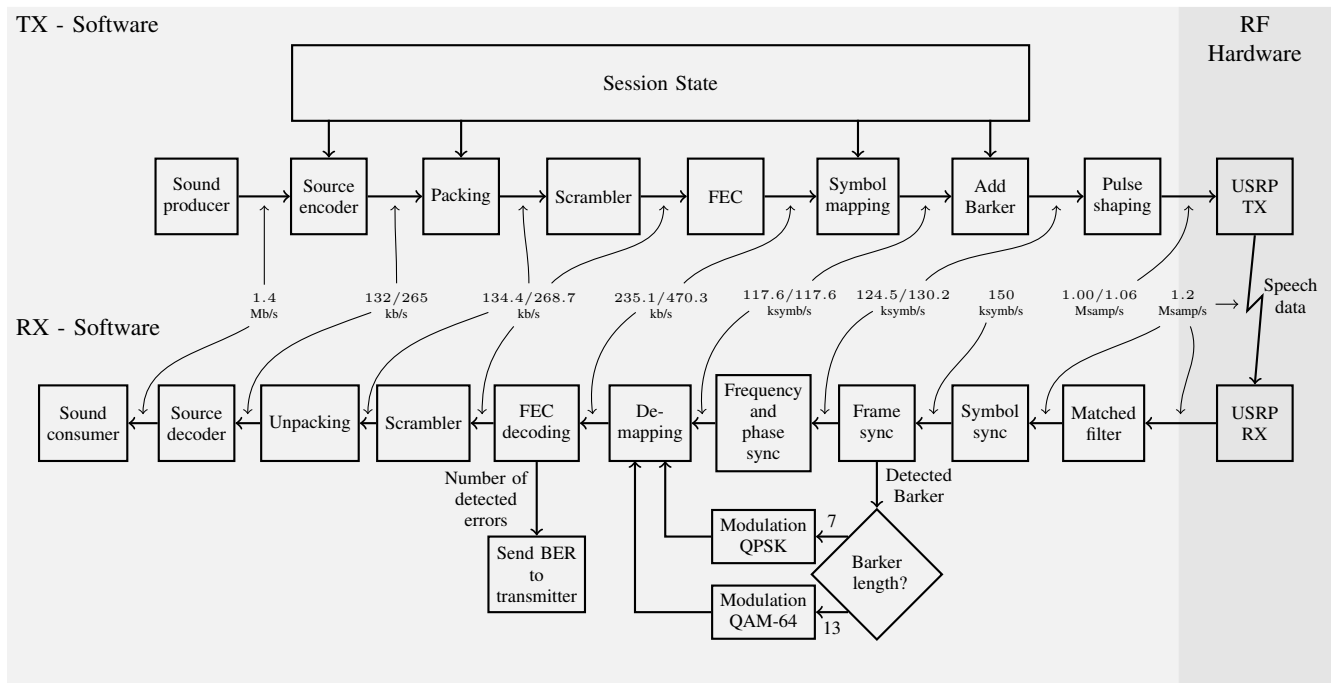 TX - Software
RF
Hardware
Session State
Sound
producer
Source
encoder
Packing
Scrambler
FEC
Symbol
mapping
Add
Barker
Pulse
shaping
USRP
TX
1.4
Mb/s
132/265
kb/s
134.4/268.7
kb/s
235.1/470.3
kb/s
117.6/117.6
ksymb/s
124.5/130.2
ksymb/s
150
ksymb/s
1.00/1.06
Msamp/s
1.2
Msamp/s
Speech
data
RX - Software
Sound
consumer
Source
decoder
Unpacking
Scrambler
FEC
decoding
De-
mapping
Frequency
and
phase
sync
Frame
sync
Symbol
sync
Matched
filter
USRP
RX
Number of
detected
errors
Detected
Barker
Send BER
to
transmitter
Modulation
QPSK
7
Barker
length?
Modulation
QAM-64
13